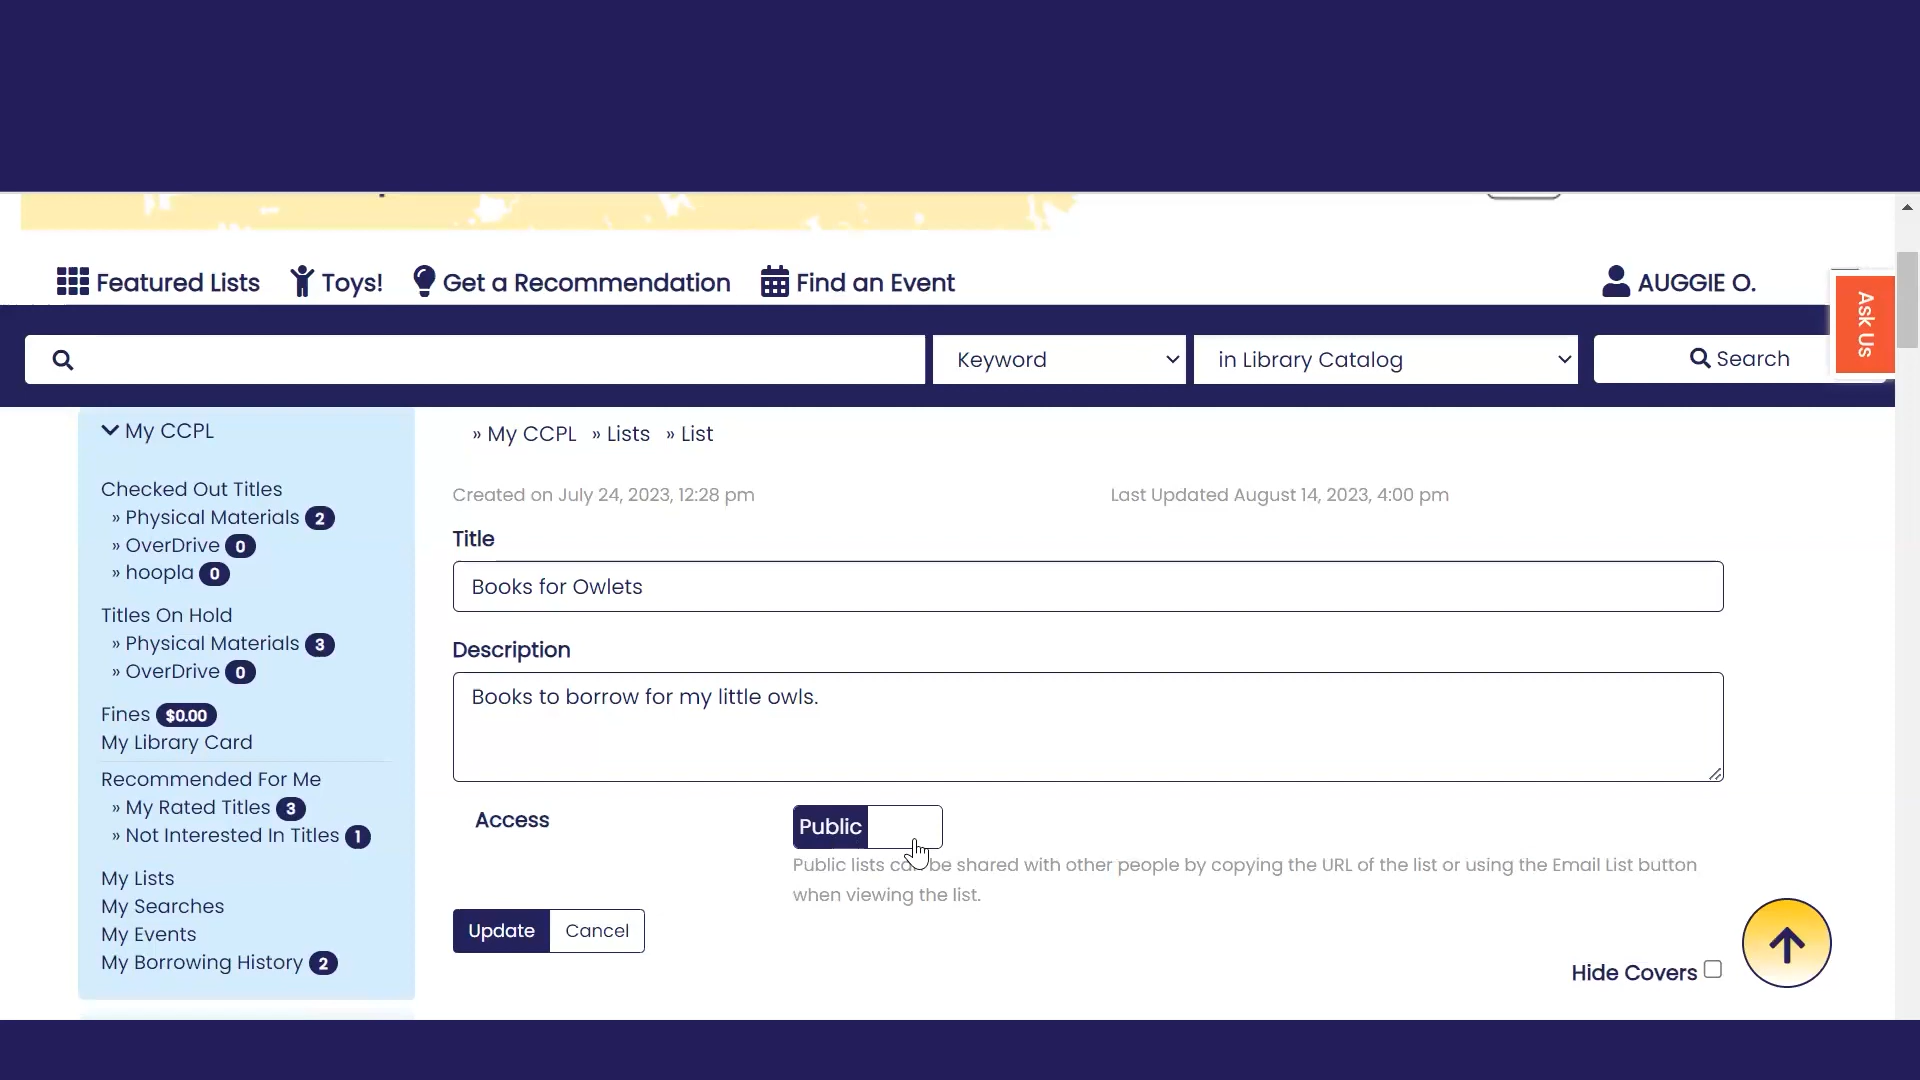 Featured Lists Toys! Get a Recommendation Find an Event AUGGIE O.
Ask Us
Keyword in Library Catalog Search
My CCPL
Checked Out Titles
» Physical Materials 2
» OverDrive 0
» hoopla 0
Titles On Hold
» Physical Materials 3
» OverDrive 0
Fines $0.00
My Library Card
Recommended For Me
» My Rated Titles 3
» Not Interested In Titles 1
My Lists
My Searches
My Events
My Borrowing History 2
» My CCPL » Lists » List
Created on July 24, 2023, 12:28 pm Last Updated August 14, 2023, 4:00 pm
Title
Books for Owlets
Description
Books to borrow for my little owls.
Access Public
Public lists can be shared with other people by copying the URL of the list or using the Email List button
when viewing the list.
Update Cancel
Hide Covers